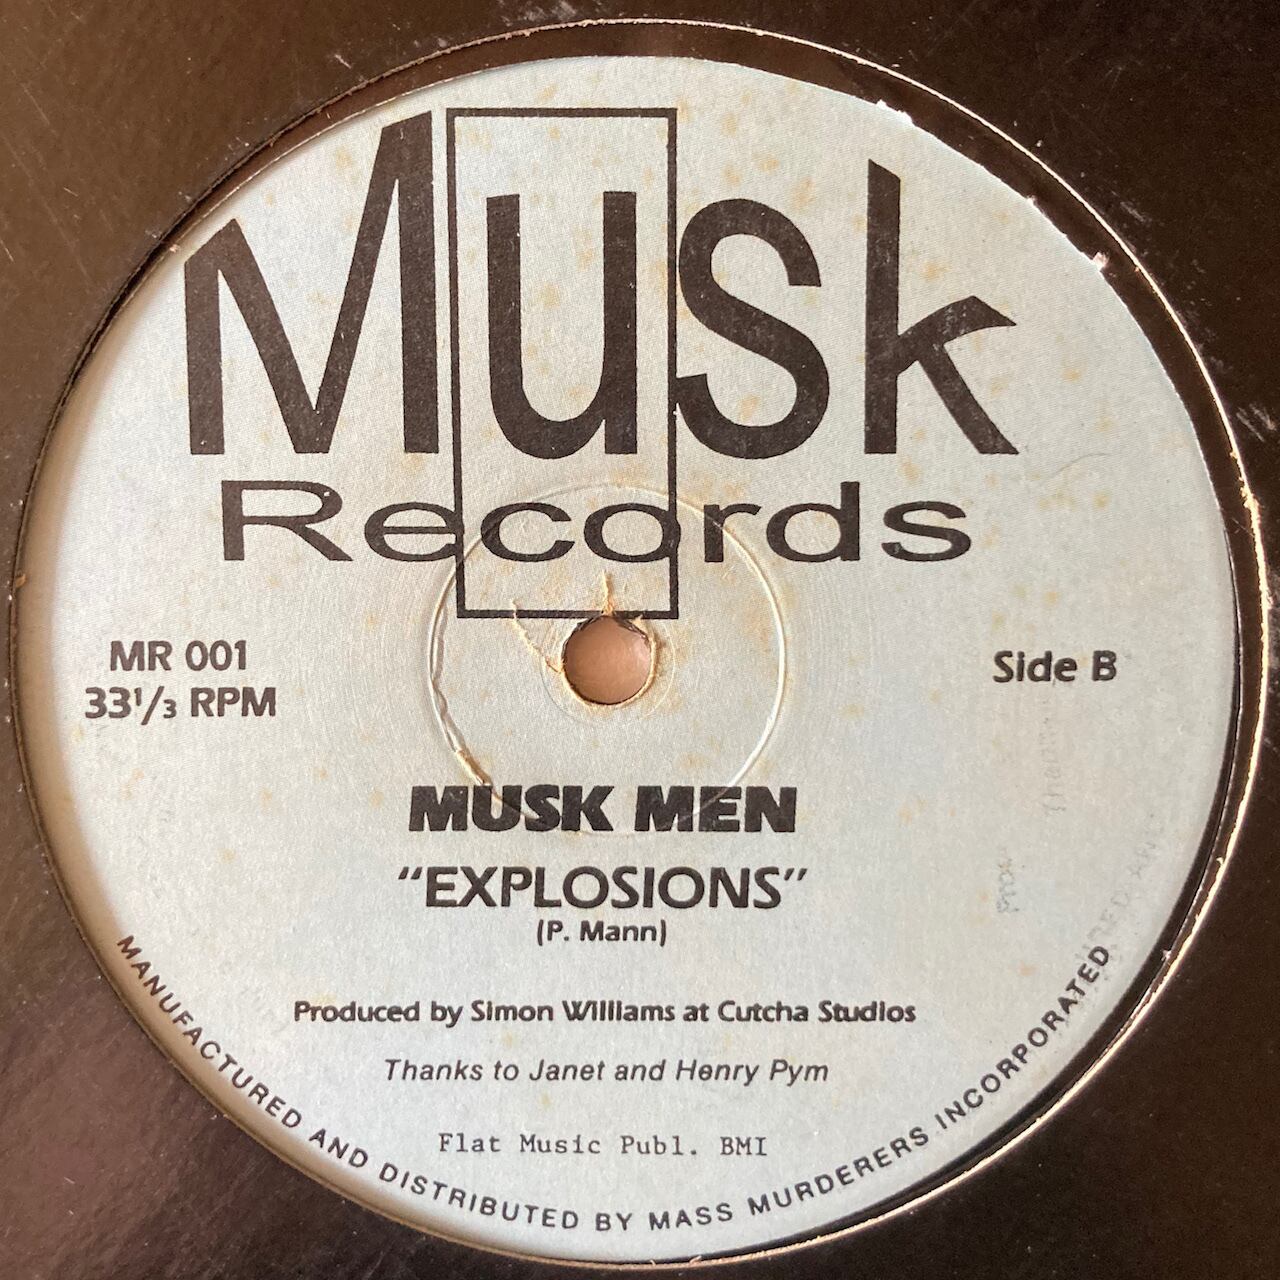 Musk
Records
MR 001
33⅓ RPM
Side B
MUSK MEN
"EXPLOSIONS"
(P. Mann)
Produced by Simon Williams at Cutcha Studios
Thanks to Janet and Henry Pym
Flat Music Publ. BMI
MANUFACTURED AND DISTRIBUTED BY MASS MURDERERS INCORPORATED